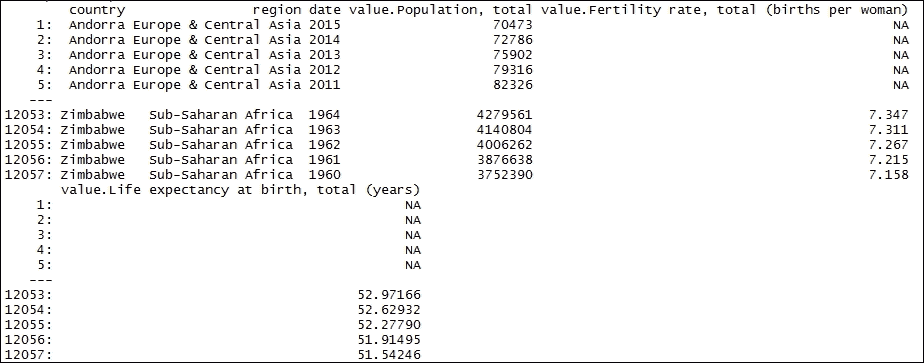 country region date value.Population, total value.Fertility rate, total (births per woman)
1: Andorra Europe & Central Asia 2015 70473 NA
2: Andorra Europe & Central Asia 2014 72786 NA
3: Andorra Europe & Central Asia 2013 75902 NA
4: Andorra Europe & Central Asia 2012 79316 NA
5: Andorra Europe & Central Asia 2011 82326 NA
---
12053: Zimbabwe Sub-Saharan Africa 1964 4279561 7.347
12054: Zimbabwe Sub-Saharan Africa 1963 4140804 7.311
12055: Zimbabwe Sub-Saharan Africa 1962 4006262 7.267
12056: Zimbabwe Sub-Saharan Africa 1961 3876638 7.215
12057: Zimbabwe Sub-Saharan Africa 1960 3752390 7.158
value.Life expectancy at birth, total (years)
1: NA
2: NA
3: NA
4: NA
5: NA
---
12053: 52.97166
12054: 52.62932
12055: 52.27790
12056: 51.91495
12057: 51.54246